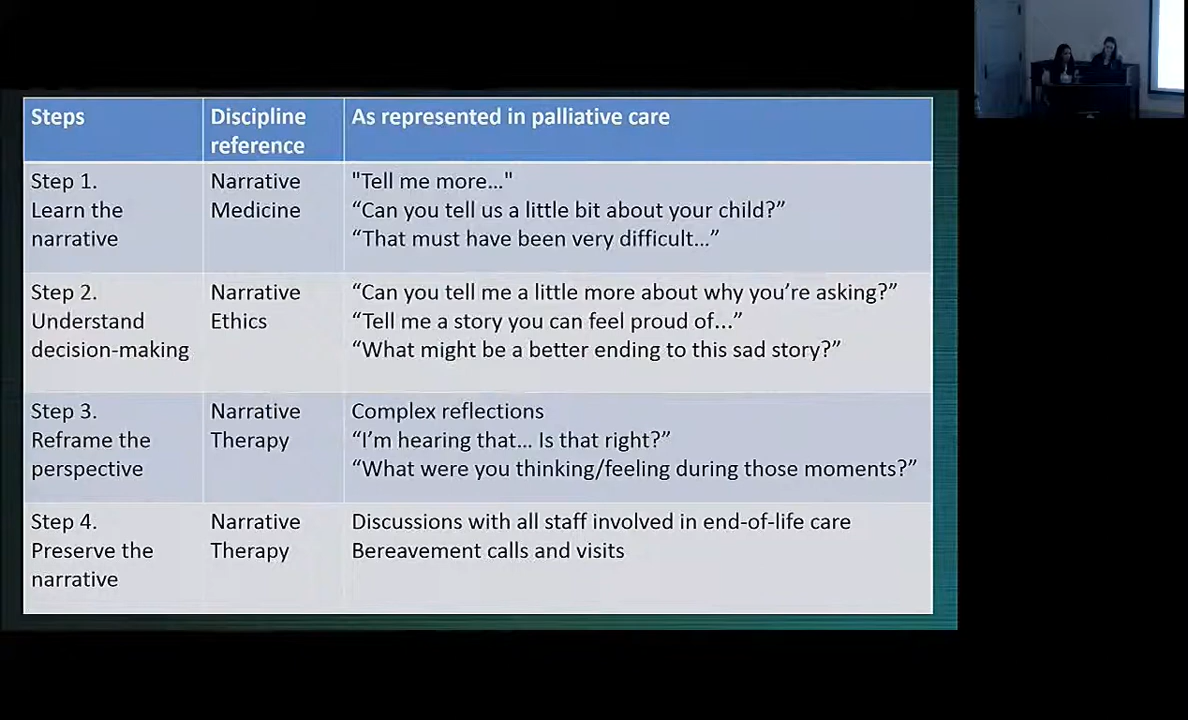 Steps
Discipline
reference
As represented in palliative care
Step 1.
Learn the
narrative
Narrative
Medicine
"Tell me more…"
“Can you tell us a little bit about your child?”
“That must have been very difficult…”
Step 2.
Understand
decision-making
Narrative
Ethics
“Can you tell me a little more about why you’re asking?”
“Tell me a story you can feel proud of…”
“What might be a better ending to this sad story?”
Step 3.
Reframe the
perspective
Narrative
Therapy
Complex reflections
“I’m hearing that… Is that right?”
“What were you thinking/feeling during those moments?”
Step 4.
Preserve the
narrative
Narrative
Therapy
Discussions with all staff involved in end-of-life care
Bereavement calls and visits